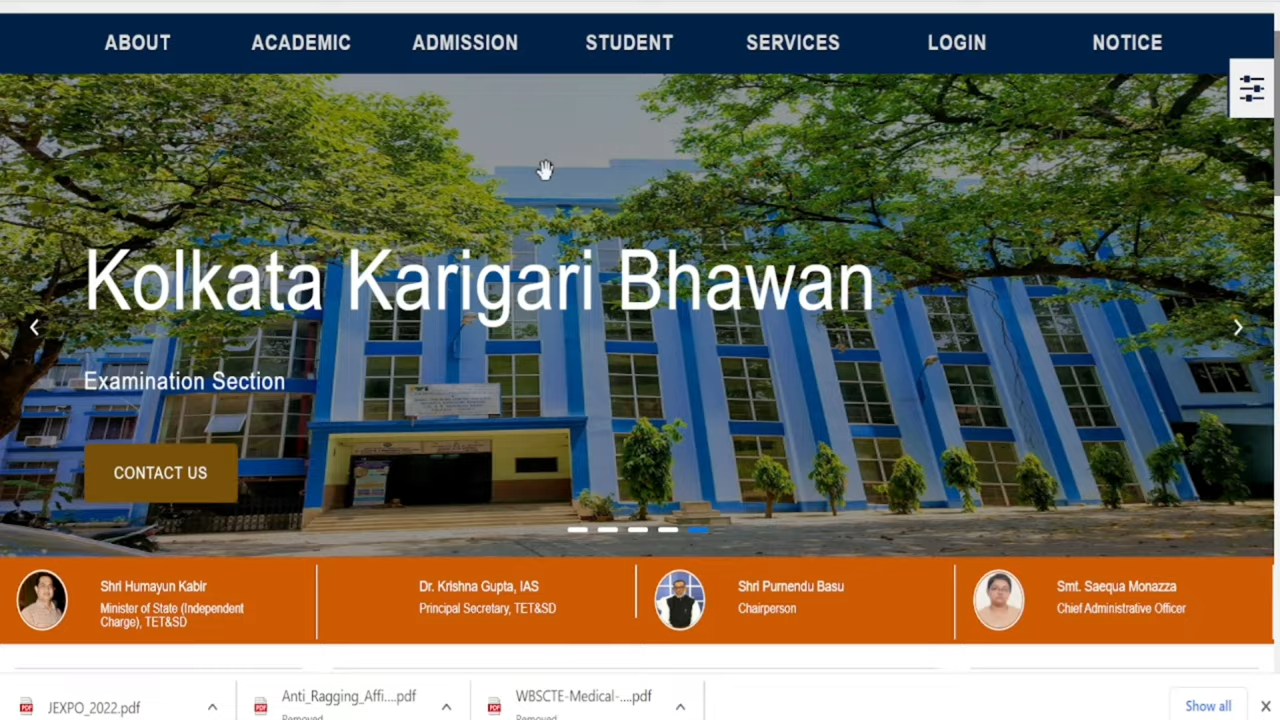 ABOUT ACADEMIC ADMISSION STUDENT SERVICES LOGIN NOTICE
Kolkata Karigari Bhawan
Examination Section
CONTACT US
Shri Humayun Kabir
Minister of State (Independent
Charge), TET&SD
Dr. Krishna Gupta, IAS
Principal Secretary, TET&SD
Shri Purnendu Basu
Chairperson
Smt. Saequa Monazza
Chief Administrative Officer
JEXPO_2022.pdf
Anti_Ragging_Affi....pdf
Removed
WBSCTE-Medical-....pdf
Removed
Show all